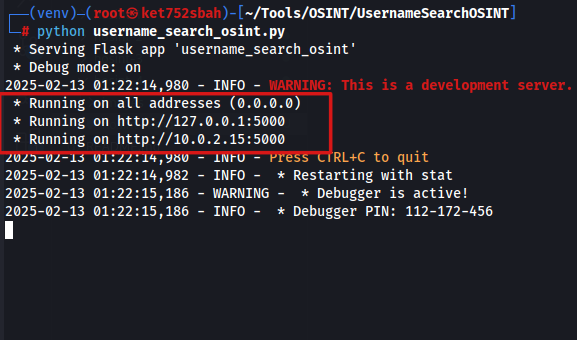 (venv)-(root㉿ket752sbah)-[~/Tools/OSINT/UsernameSearchOSINT]
# python username_search_osint.py
* Serving Flask app 'username_search_osint'
* Debug mode: on
2025-02-13 01:22:14,980 - INFO - WARNING: This is a development server.
* Running on all addresses (0.0.0.0)
* Running on http://127.0.0.1:5000
* Running on http://10.0.2.15:5000
2025-02-13 01:22:14,980 - INFO - Press CTRL+C to quit
2025-02-13 01:22:14,982 - INFO -  * Restarting with stat
2025-02-13 01:22:15,186 - WARNING -  * Debugger is active!
2025-02-13 01:22:15,186 - INFO -  * Debugger PIN: 112-172-456